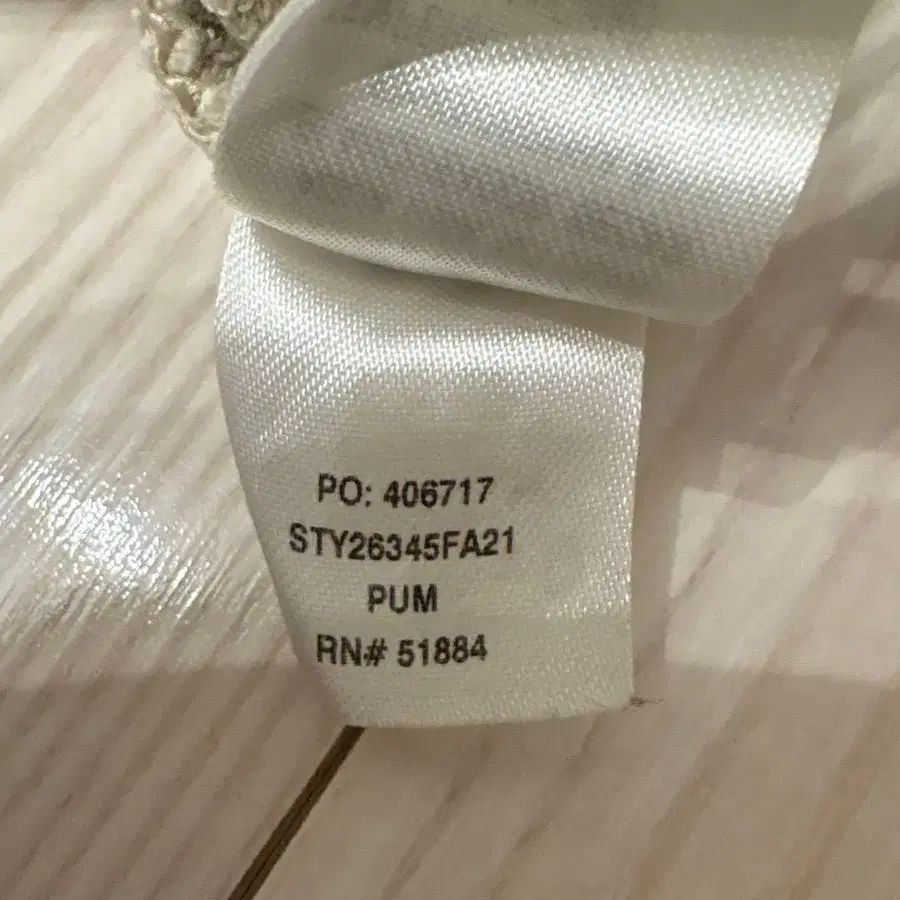 PO: 406717
STY26345FA21
PUM
RN# 51884